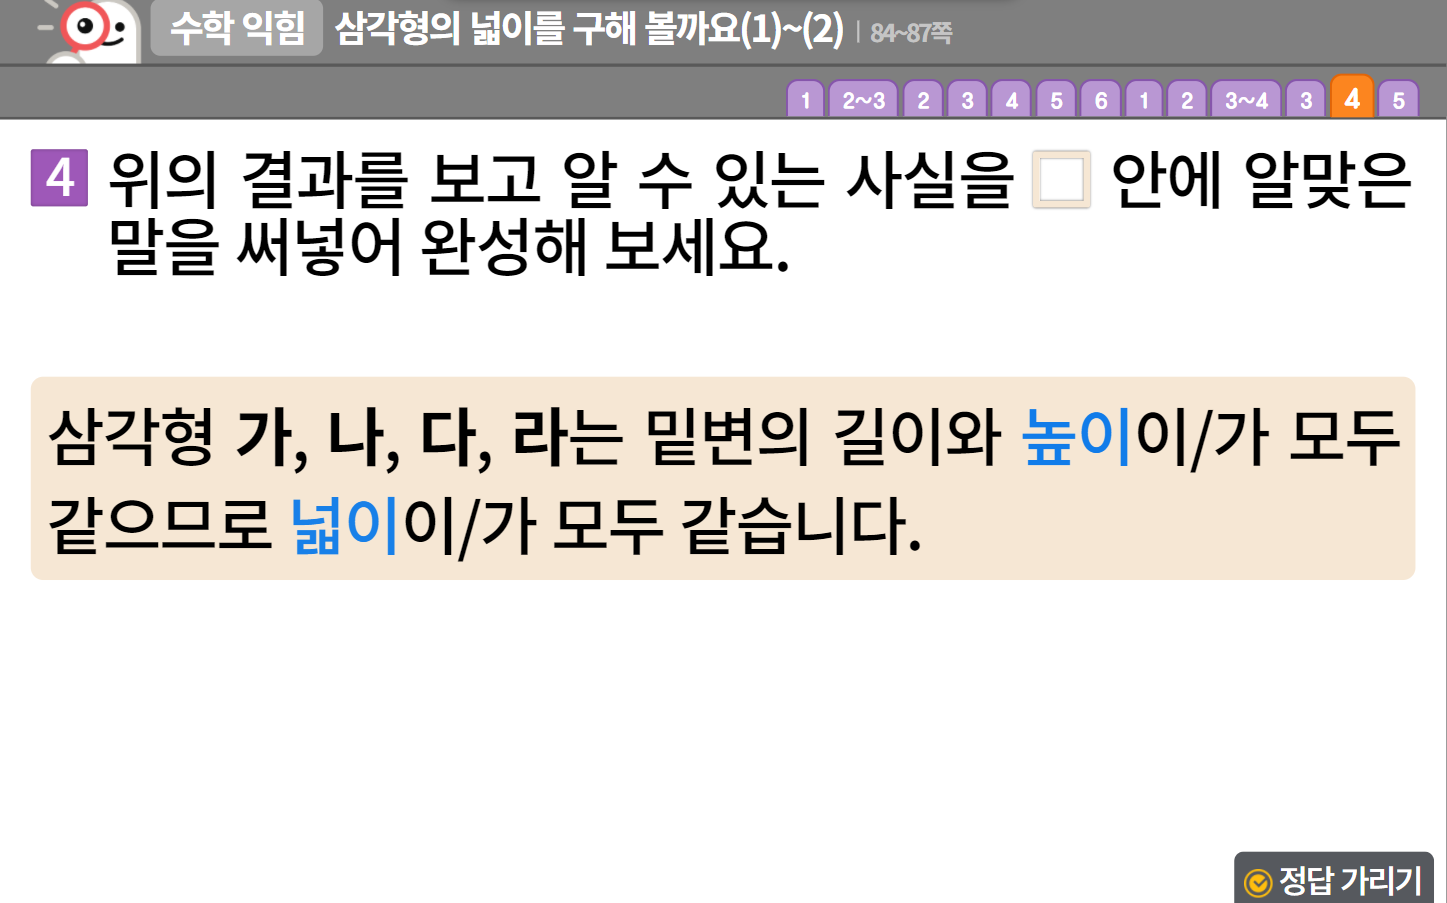 수학 익힘 삼각형의 넓이를 구해 볼까요(1)~(2) | 84~87쪽
1 2~3 2 3 4 5 6 1 2 3~4 3 4 5
4 위의 결과를 보고 알 수 있는 사실을 □ 안에 알맞은
말을 써넣어 완성해 보세요.
삼각형 가, 나, 다, 라는 밑변의 길이와 높이이/가 모두
같으므로 넓이이/가 모두 같습니다.
정답 가리기